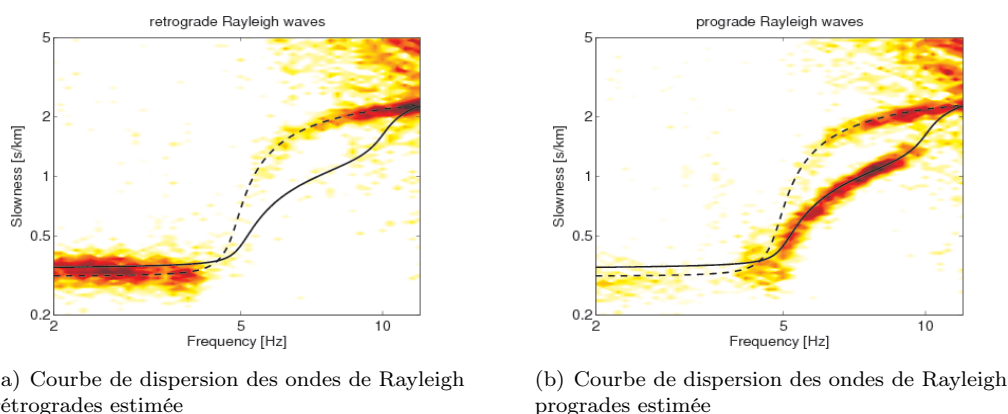 retrograde Rayleigh waves
5
2
1
0.5
0.2
Slowness [s/km]
2
5
10
Frequency [Hz]
a) Courbe de dispersion des ondes de Rayleigh
rétrogrades estimée
prograde Rayleigh waves
5
2
1
0.5
0.2
Slowness [s/km]
2
5
10
Frequency [Hz]
(b) Courbe de dispersion des ondes de Rayleigh
progrades estimée